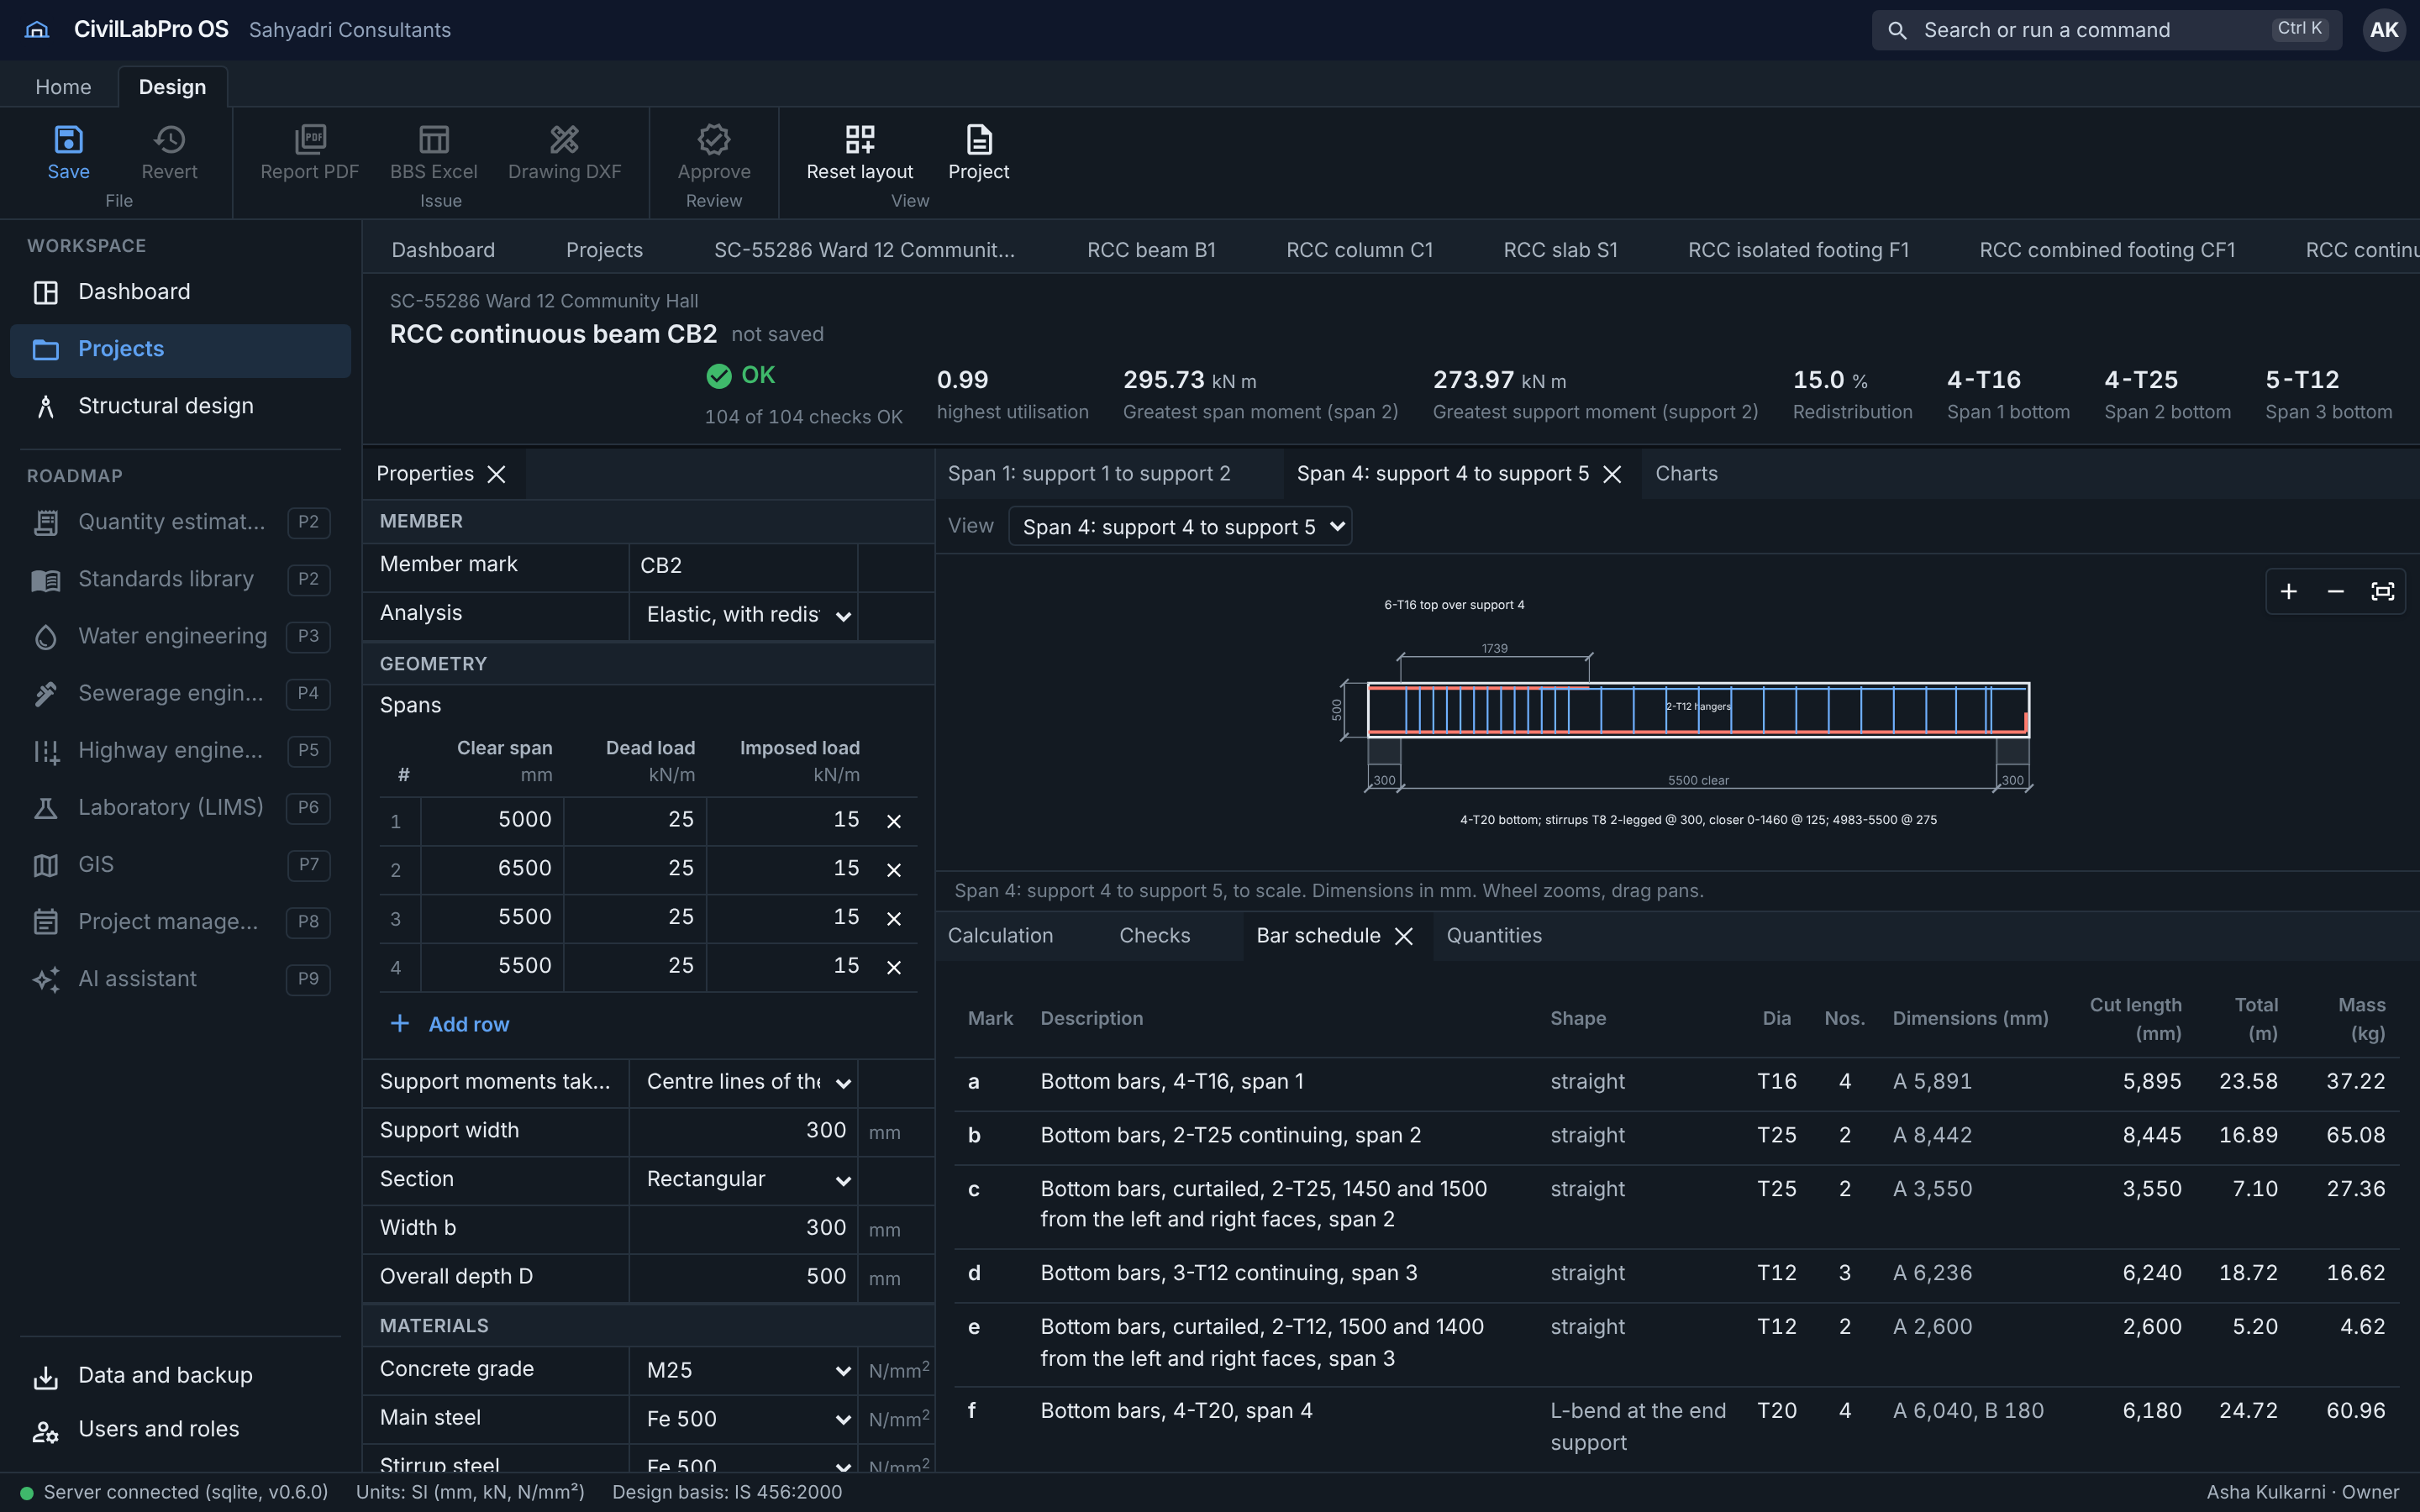 CivilLabPro OS
Sahyadri Consultants
Search or run a command
Ctrl K
AK
Home
Design
Save
Revert
Report PDF
BBS Excel
Drawing DXF
Approve
Reset layout
Project
File
Issue
Review
View
WORKSPACE
Dashboard
Projects
Structural design
ROADMAP
Quantity estimat...
P2
Standards library
P2
Water engineering
P3
Sewerage engin...
P4
Highway engine...
P5
Laboratory (LIMS)
P6
GIS
P7
Project manage...
P8
AI assistant
P9
Data and backup
Users and roles
Dashboard
Projects
SC-55286 Ward 12 Communit...
RCC beam B1
RCC column C1
RCC slab S1
RCC isolated footing F1
RCC combined footing CF1
RCC continu
SC-55286 Ward 12 Community Hall
RCC continuous beam CB2
not saved
OK
104 of 104 checks OK
0.99
highest utilisation
295.73 kN m
Greatest span moment (span 2)
273.97 kN m
Greatest support moment (support 2)
15.0 %
Redistribution
4-T16
Span 1 bottom
4-T25
Span 2 bottom
5-T12
Span 3 bottom
Properties
MEMBER
Member mark
CB2
Analysis
Elastic, with redis
GEOMETRY
Spans
# Clear span mm Dead load kN/m Imposed load kN/m
1 5000 25 15
2 6500 25 15
3 5500 25 15
4 5500 25 15
Add row
Support moments tak...
Centre lines of the
Support width
300 mm
Section
Rectangular
Width b
300 mm
Overall depth D
500 mm
MATERIALS
Concrete grade
M25
N/mm²
Main steel
Fe 500
N/mm²
Stirrup steel
Fe 500
N/mm²
Span 1: support 1 to support 2
Span 4: support 4 to support 5
Charts
View
Span 4: support 4 to support 5
6-T16 top over support 4
1739
500
2-T12 hangers
300
5500 clear
300
4-T20 bottom; stirrups T8 2-legged @ 300, closer 0-1460 @ 125; 4983-5500 @ 275
Span 4: support 4 to support 5, to scale. Dimensions in mm. Wheel zooms, drag pans.
Calculation
Checks
Bar schedule
Quantities
Mark Description Shape Dia Nos. Dimensions (mm) Cut length (mm) Total (m) Mass (kg)
a Bottom bars, 4-T16, span 1 straight T16 4 A 5,891 5,895 23.58 37.22
b Bottom bars, 2-T25 continuing, span 2 straight T25 2 A 8,442 8,445 16.89 65.08
c Bottom bars, curtailed, 2-T25, 1450 and 1500 straight T25 2 A 3,550 3,550 7.10 27.36
from the left and right faces, span 2
d Bottom bars, 3-T12 continuing, span 3 straight T12 3 A 6,236 6,240 18.72 16.62
e Bottom bars, curtailed, 2-T12, 1500 and 1400 straight T12 2 A 2,600 2,600 5.20 4.62
from the left and right faces, span 3
f Bottom bars, 4-T20, span 4 L-bend at the end T20 4 A 6,040, B 180 6,180 24.72 60.96
support
Server connected (sqlite, v0.6.0)
Units: SI (mm, kN, N/mm²)
Design basis: IS 456:2000
Asha Kulkarni · Owner